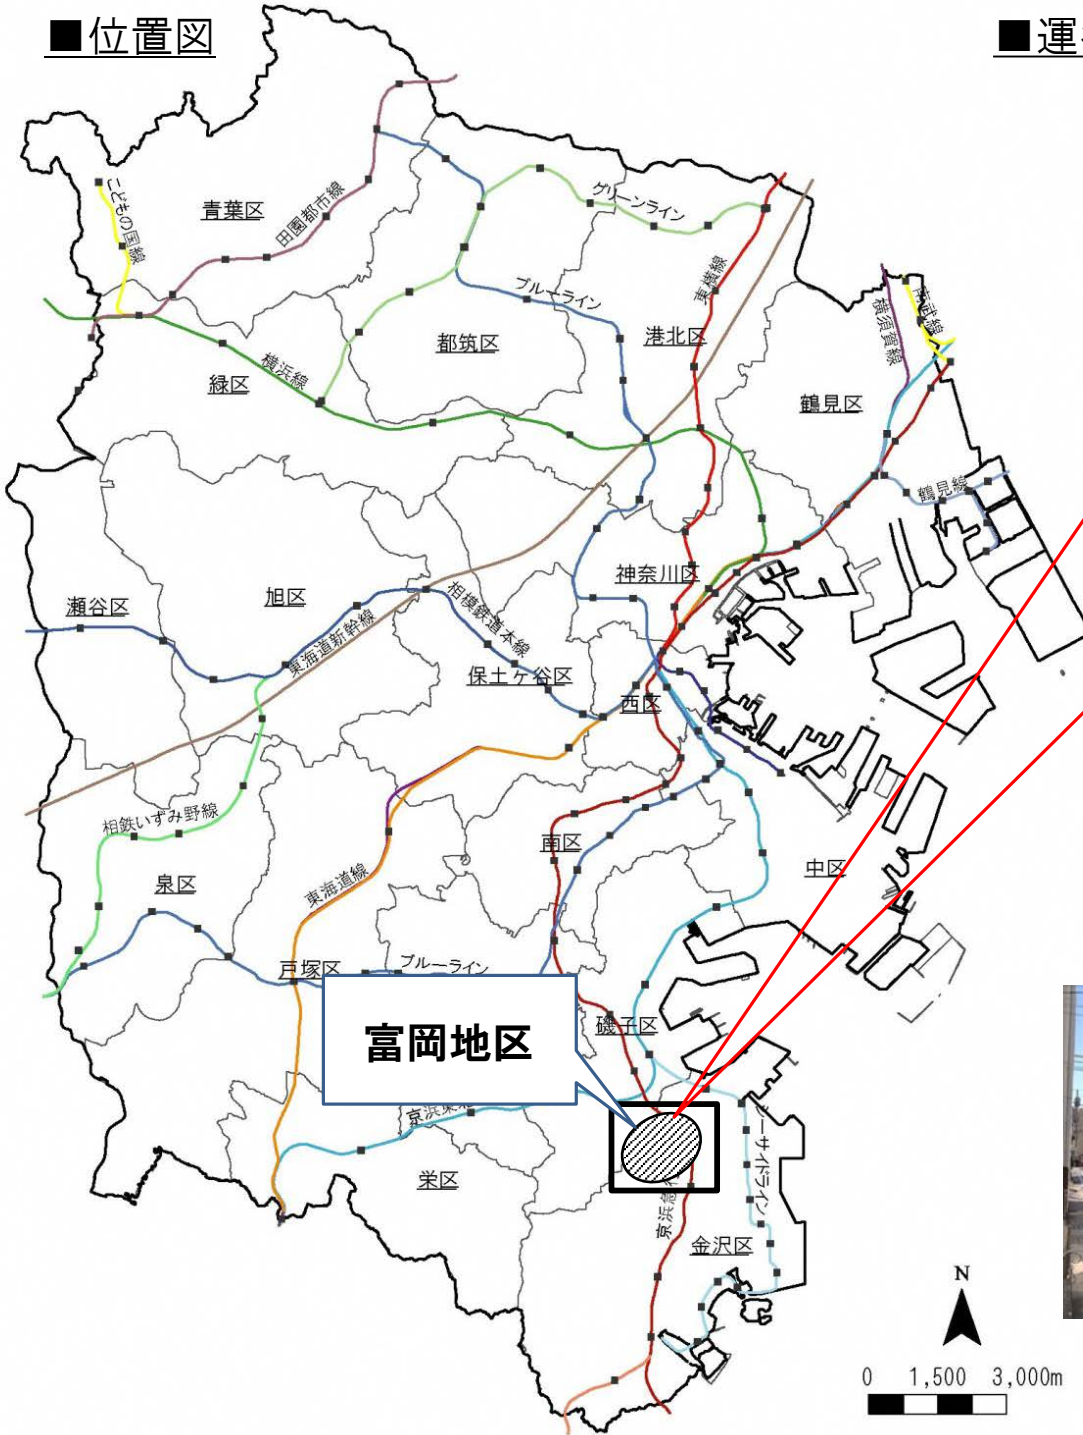 ■位置図
■運
こどもの国線
青葉区
田園都市線
グリーンライン
東横線
ブルーライン
都筑区
港北区
横須賀線
南武線
横浜線
緑区
鶴見区
鶴見線
神奈川区
瀬谷区
旭区
東海道新幹線
相模鉄道本線
保土ヶ谷区
西区
相鉄いずみ野線
南区
中区
泉区
東海道線
戸塚区
ブルーライン
富岡地区
磯子区
京浜東北
シーサイドライン
栄区
京浜急
金沢区
N
0 1,500 3,000m